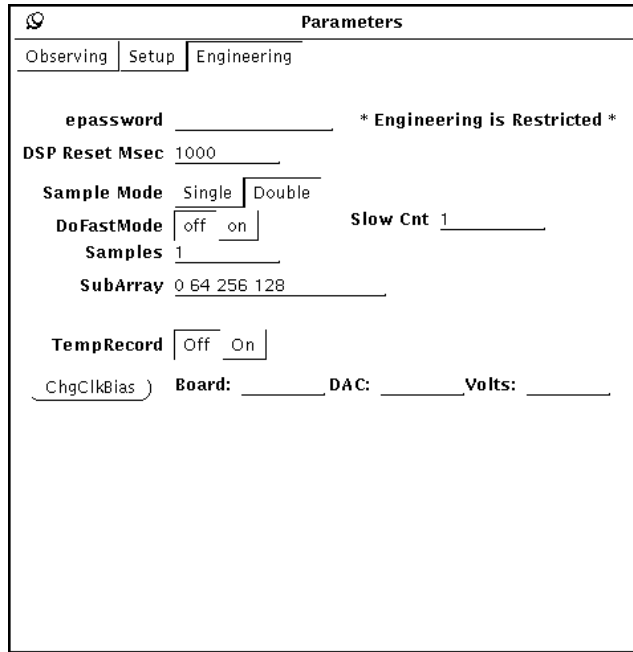 Parameters
Observing Setup Engineering
epassword * Engineering is Restricted *
DSP Reset Msec 1000
Sample Mode Single Double
DoFastMode off on Slow Cnt 1
Samples 1
SubArray 0 64 256 128
TempRecord Off On
ChgClkBias Board: DAC: Volts: